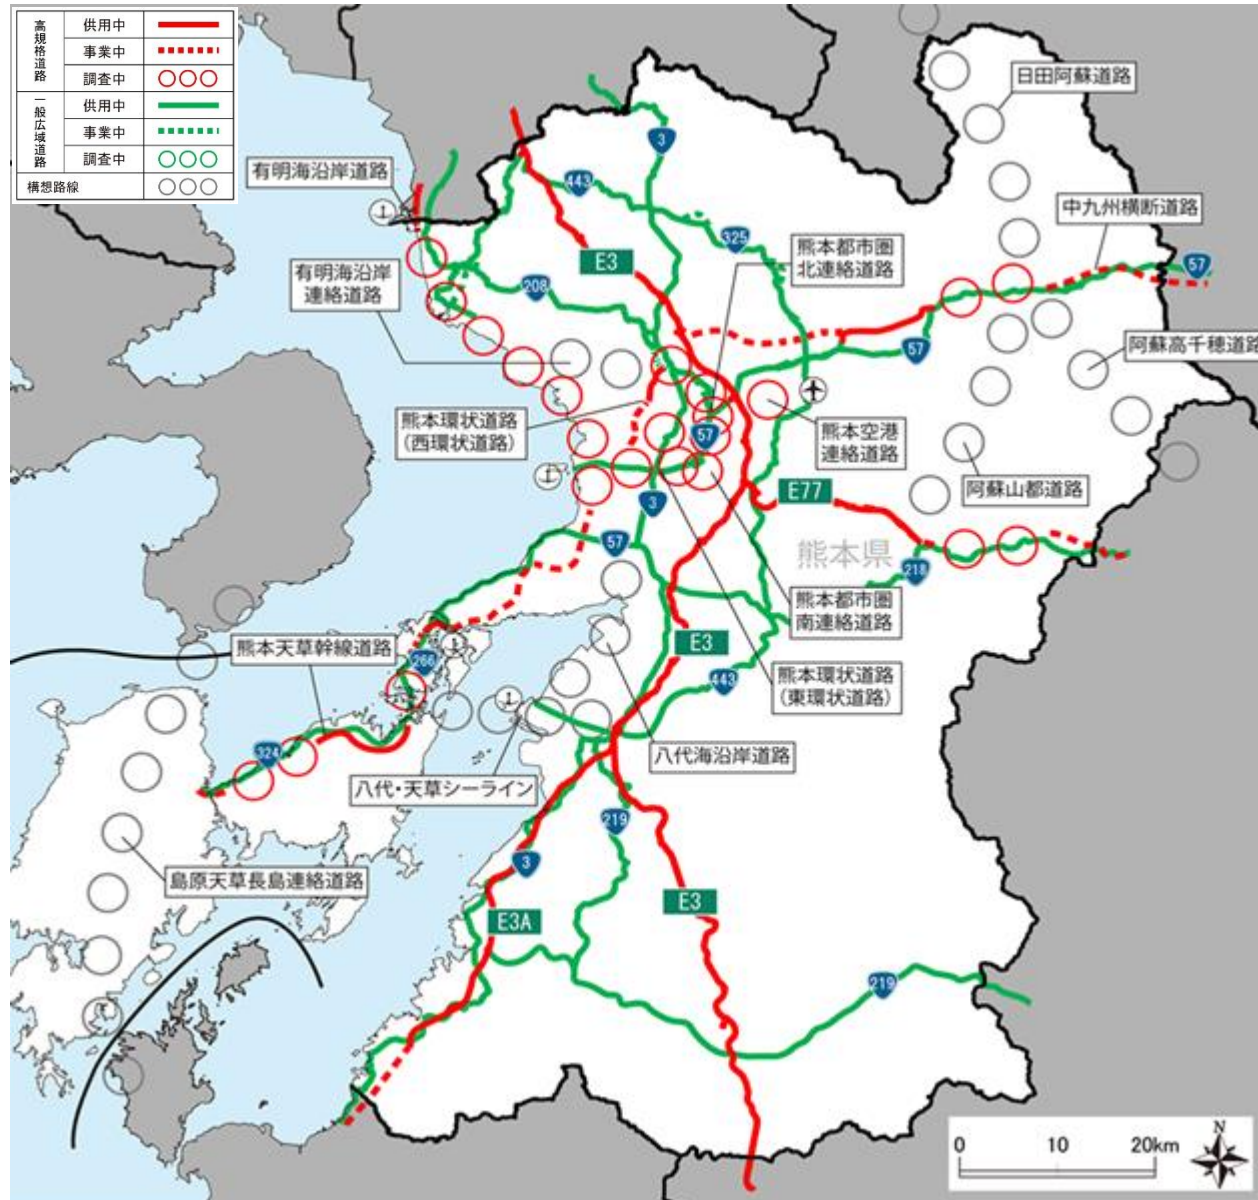 高規格道路
供用中
事業中
調査中
一般広域道路
供用中
事業中
調査中
構想路線
日田阿蘇道路
3
有明海沿岸道路
443
中九州横断道路
325
熊本都市圏
北連絡道路
E3
57
有明海沿岸
連絡道路
208
57
阿蘇高千穂道路
熊本環状道路
(西環状道路)
57
熊本空港
連絡道路
阿蘇山都道路
E77
3
57
熊本県
218
熊本都市圏
南連絡道路
熊本天草幹線道路
266
E3
443
熊本環状道路
(東環状道路)
324
八代海沿岸道路
八代・天草シーライン
219
3
島原天草長島連絡道路
E3
E3A
219
N
0
10
20km